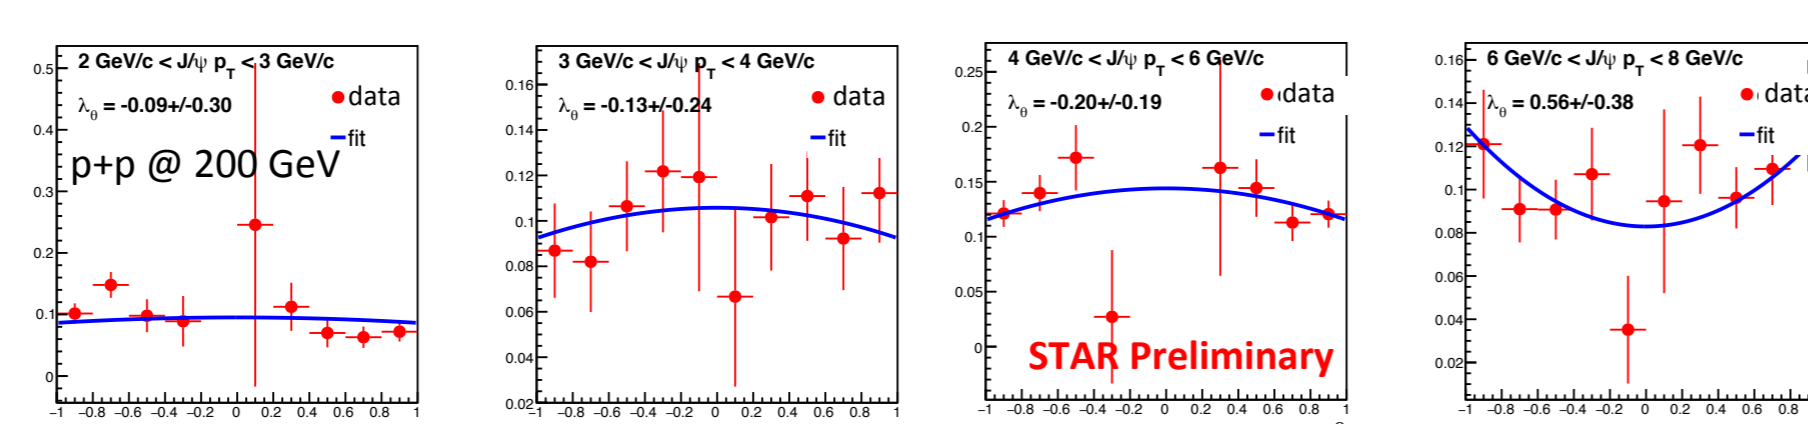 2 GeV/c < J/ψ p_T < 3 GeV/c
λ_θ = -0.09+/-0.30
data
fit
p+p @ 200 GeV
0.5
0.4
0.3
0.2
0.1
0
−1 −0.8 −0.6 −0.4 −0.2 0 0.2 0.4 0.6 0.8 1
3 GeV/c < J/ψ p_T < 4 GeV/c
λ_θ = -0.13+/-0.24
data
fit
0.16
0.14
0.12
0.1
0.08
0.06
0.04
0.02
−1 −0.8 −0.6 −0.4 −0.2 0 0.2 0.4 0.6 0.8 1
4 GeV/c < J/ψ p_T < 6 GeV/c
λ_θ = -0.20+/-0.19
data
fit
0.25
0.2
0.15
0.1
0.05
0
STAR Preliminary
−1 −0.8 −0.6 −0.4 −0.2 0 0.2 0.4 0.6 0.8 1
6 GeV/c < J/ψ p_T < 8 GeV/c
λ_θ = 0.56+/-0.38
data
fit
0.16
0.14
0.12
0.1
0.08
0.06
0.04
0.02
−1 −0.8 −0.6 −0.4 −0.2 0 0.2 0.4 0.6 0.8